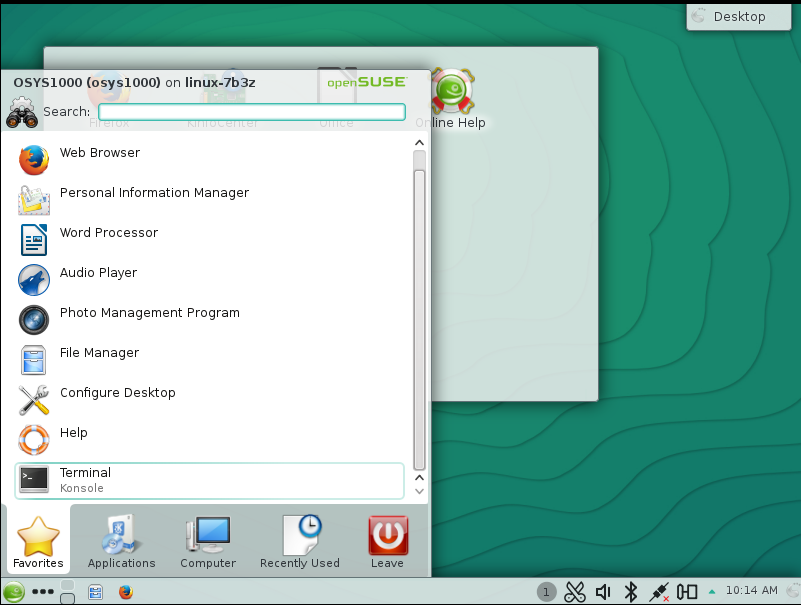 Desktop
OSYS1000 (osys1000) on linux-7b3z
openSUSE
Search:
Firefox
KInfoCenter
Office
Online Help
Web Browser
Personal Information Manager
Word Processor
Audio Player
Photo Management Program
File Manager
Configure Desktop
Help
Terminal
Konsole
Favorites
Applications
Computer
Recently Used
Leave
1
10:14 AM